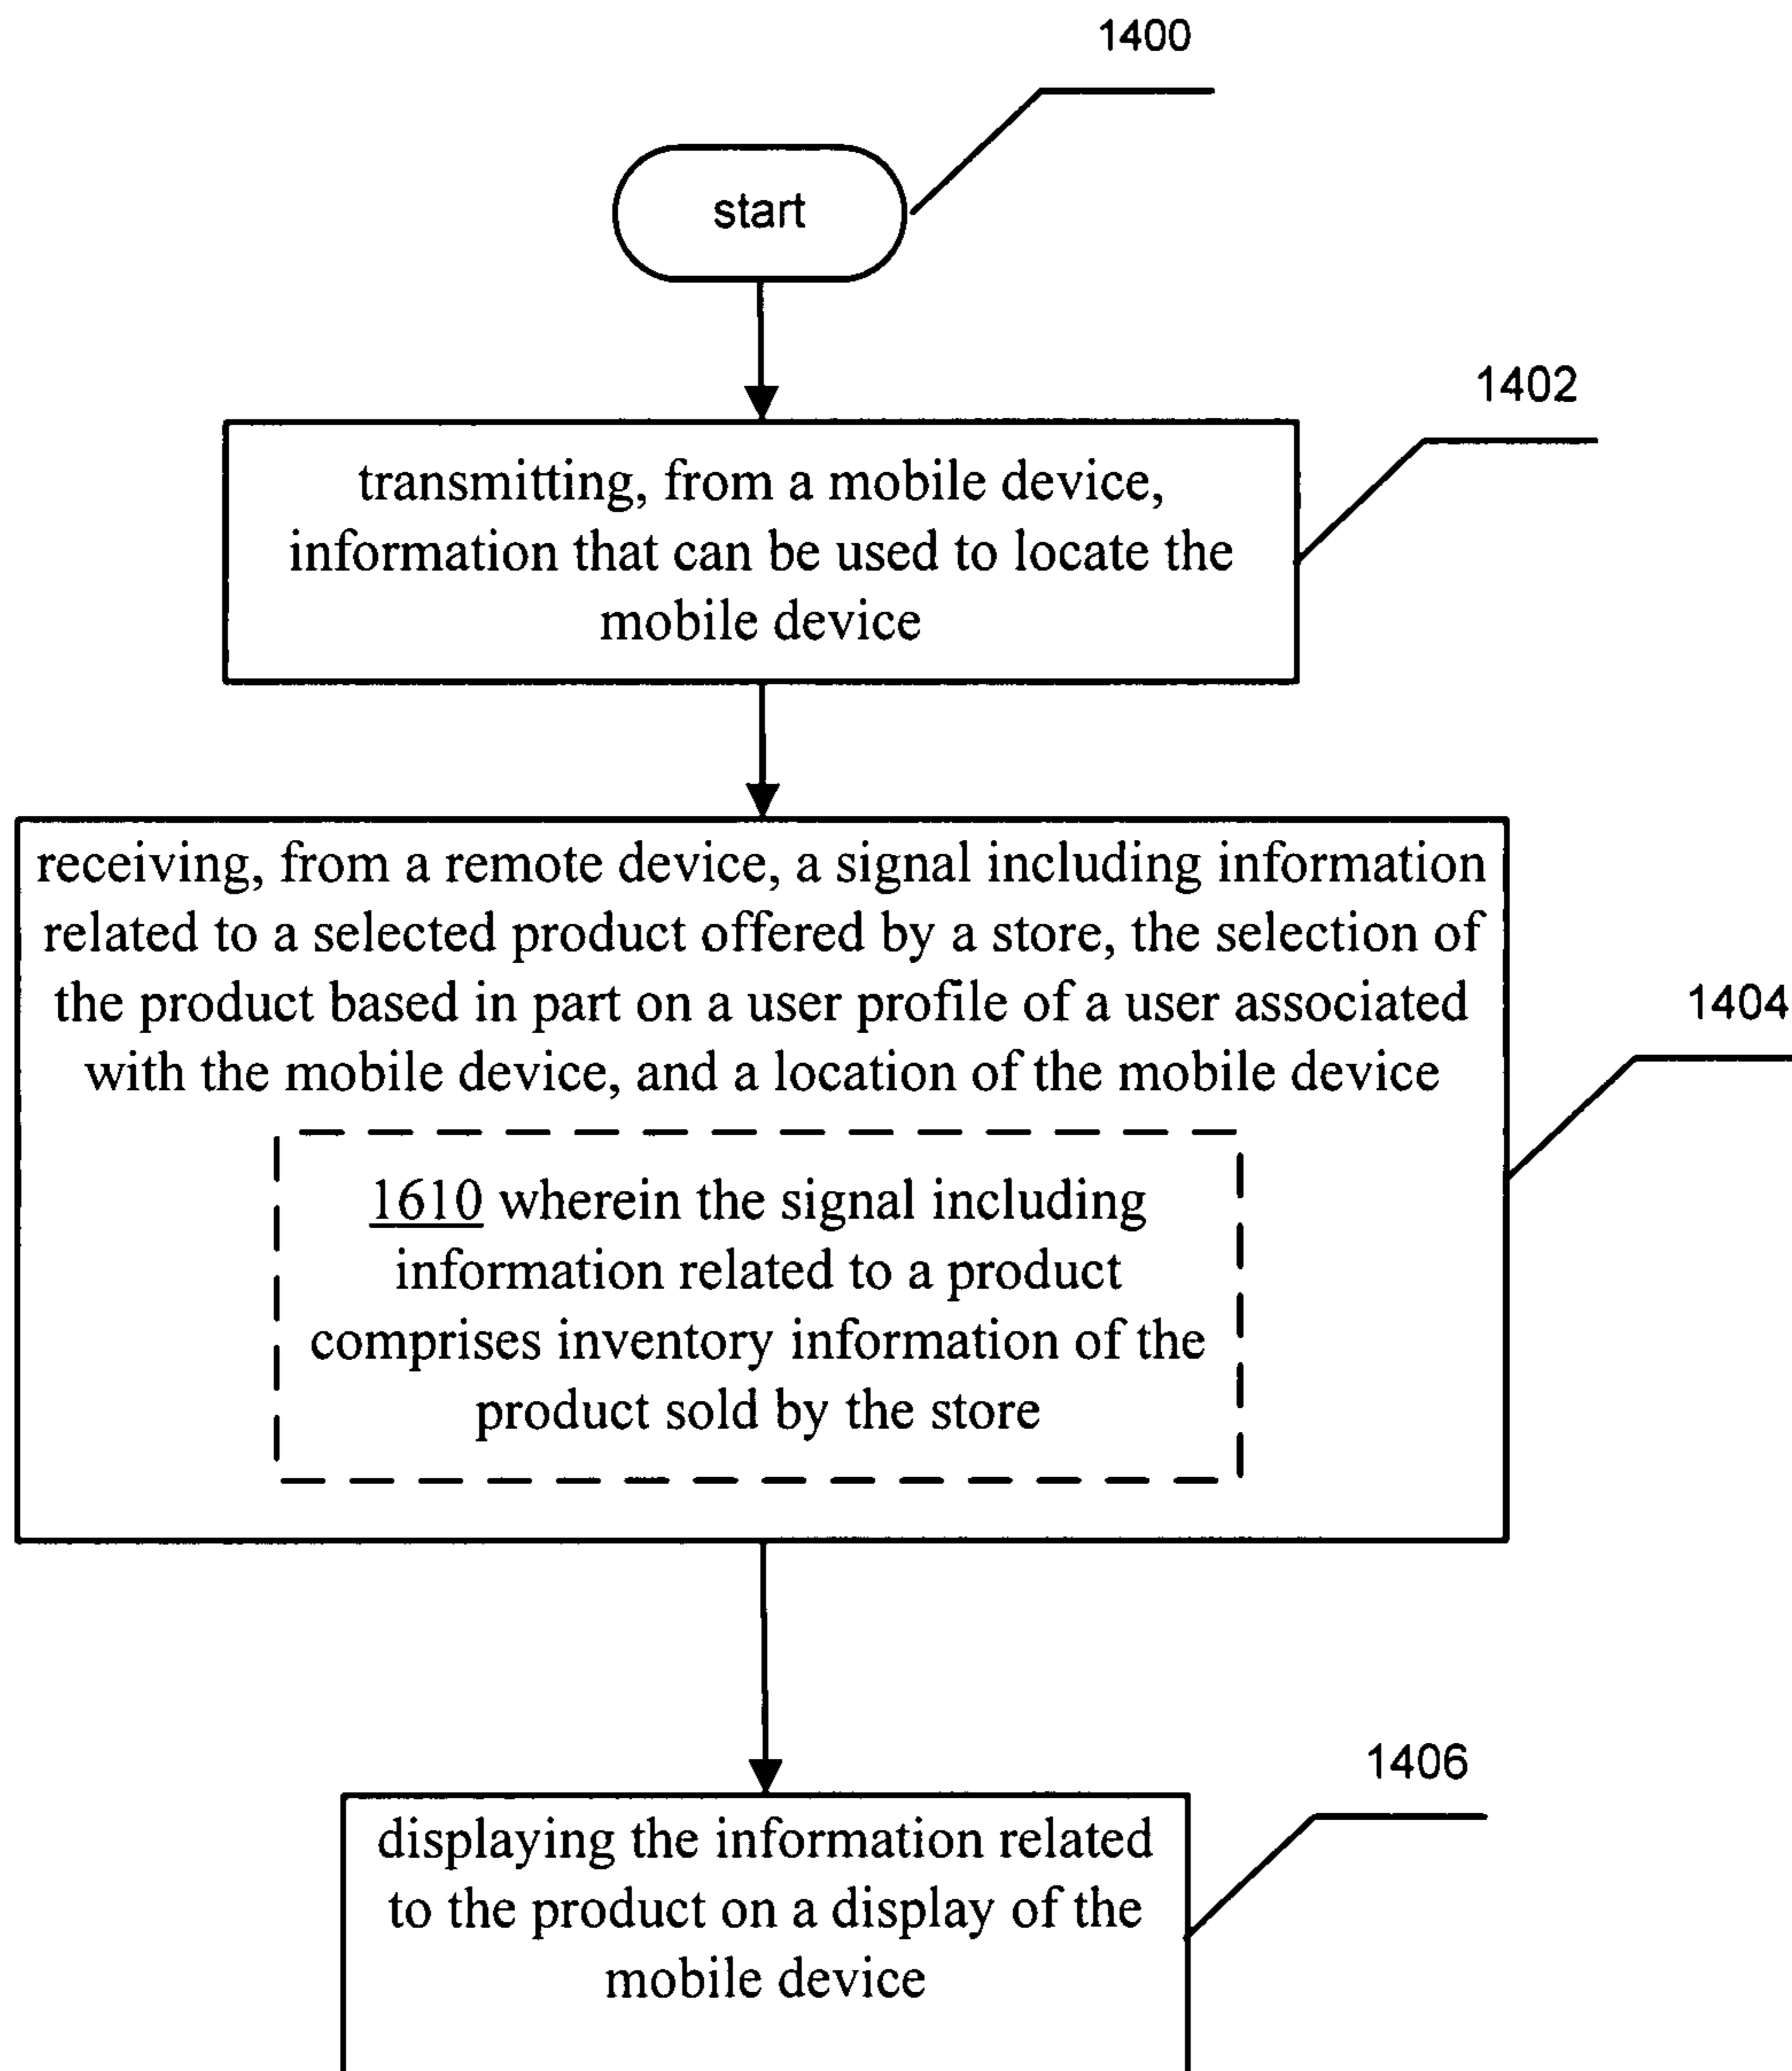 1400
start
1402
transmitting, from a mobile device,
information that can be used to locate the
mobile device
receiving, from a remote device, a signal including information
related to a selected product offered by a store, the selection of
the product based in part on a user profile of a user associated
with the mobile device, and a location of the mobile device
1404
1610 wherein the signal including
information related to a product
comprises inventory information of the
product sold by the store
1406
displaying the information related
to the product on a display of the
mobile device